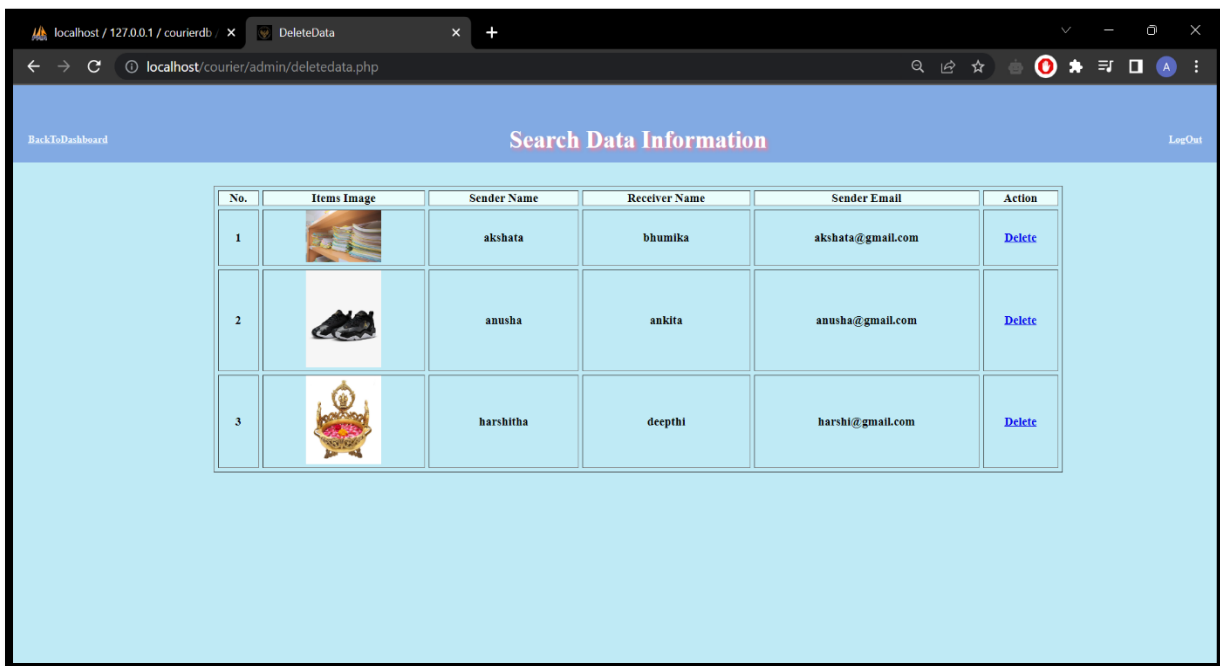 localhost / 127.0.0.1 / courierdb /
DeleteData
localhost/courier/admin/deletedata.php
A
BackToDashboard
Search Data Information
LogOut
No. Items Image Sender Name Receiver Name Sender Email Action
1 akshata bhumika akshata@gmail.com Delete
2 anusha ankita anusha@gmail.com Delete
3 harshitha deepthi harshi@gmail.com Delete